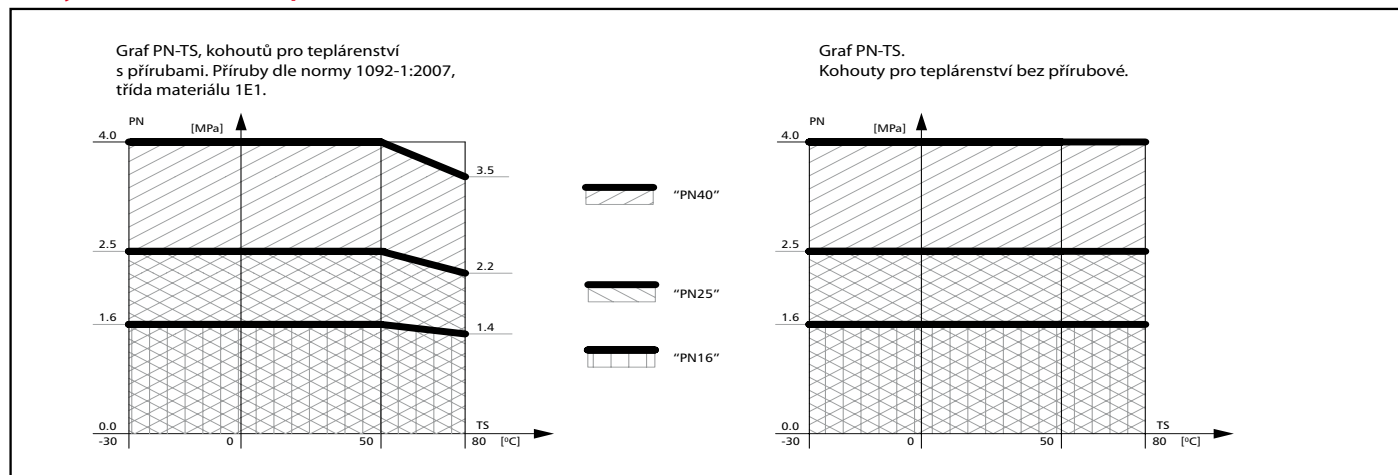 Graf PN-TS, kohoutů pro teplárenství
s přírubami. Příruby dle normy 1092-1:2007,
třída materiálu 1E1.
PN
[MPa]
4.0
3.5
2.5
2.2
1.6
1.4
0.0
TS
-30
0
50
80
[ºC]
“PN40”
“PN25”
“PN16”
Graf PN-TS.
Kohouty pro teplárenství bez přírubové.
PN
[MPa]
4.0
2.5
1.6
0.0
TS
-30
0
50
80
[ºC]